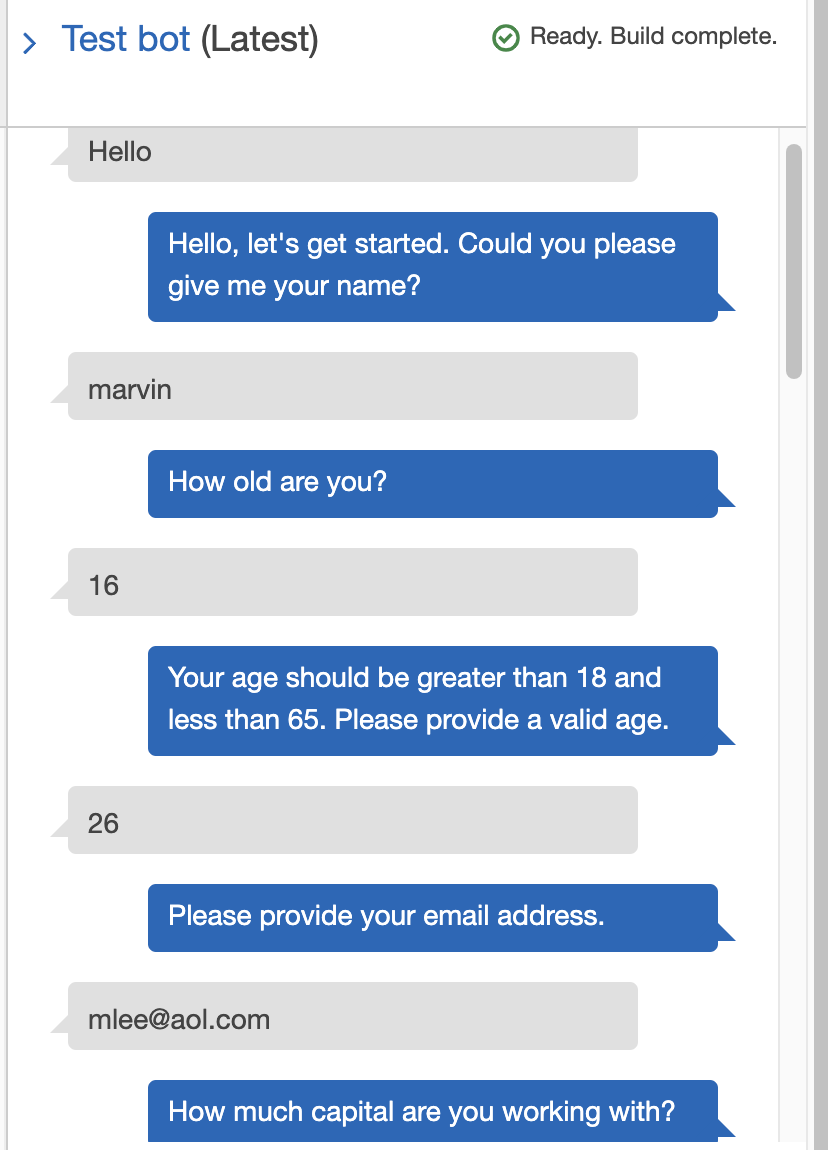 Test bot (Latest)
Ready. Build complete.
Hello
Hello, let's get started. Could you please
give me your name?
marvin
How old are you?
16
Your age should be greater than 18 and
less than 65. Please provide a valid age.
26
Please provide your email address.
mlee@aol.com
How much capital are you working with?